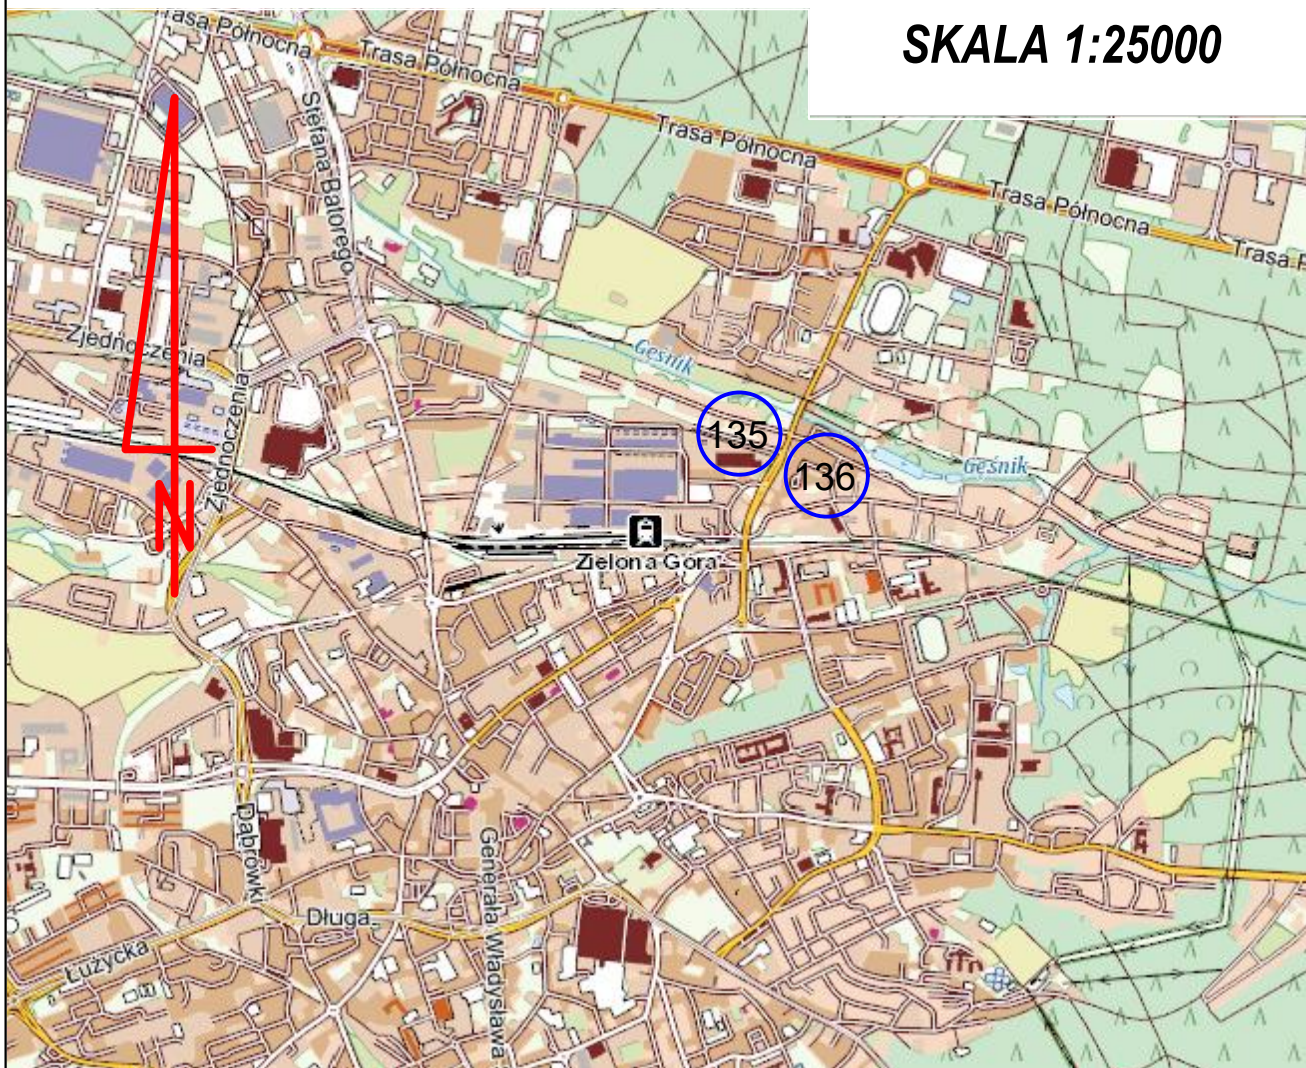 SKALA 1:25000
Trasa Północna
Trasa Północna
Trasa Północna
Trasa Północna
Trasa P
Stefana Batorego
Zjednoczenia
Zjednoczenia
Gęśnik
135
136
Gęśnik
N
Zielona Góra
Dąbrówki
Generała Władysława
Długa
Łużycka